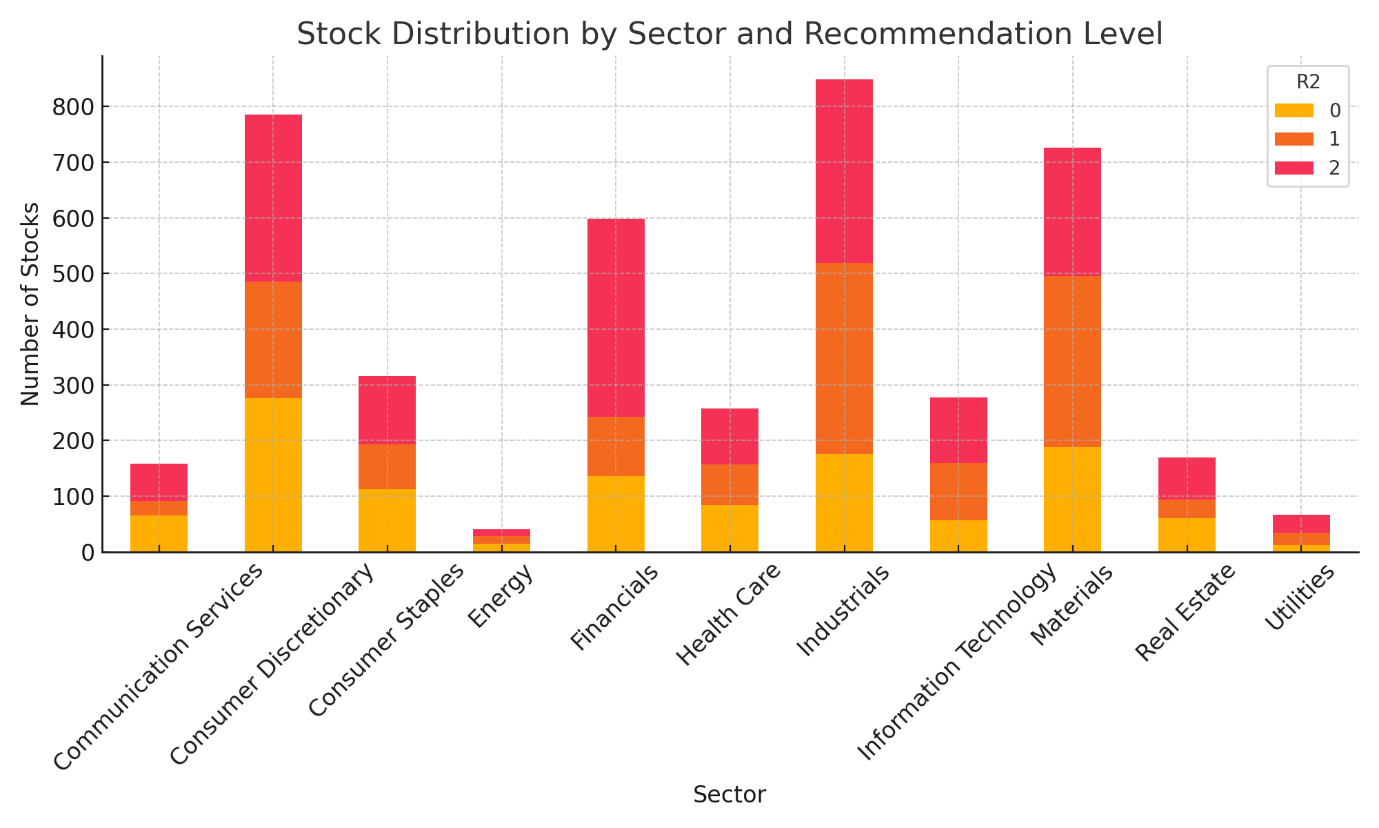 Stock Distribution by Sector and Recommendation Level
R2
0
1
2
Number of Stocks
800
700
600
500
400
300
200
100
0
Communication Services
Consumer Discretionary
Consumer Staples
Energy
Financials
Health Care
Industrials
Information Technology
Materials
Real Estate
Utilities
Sector